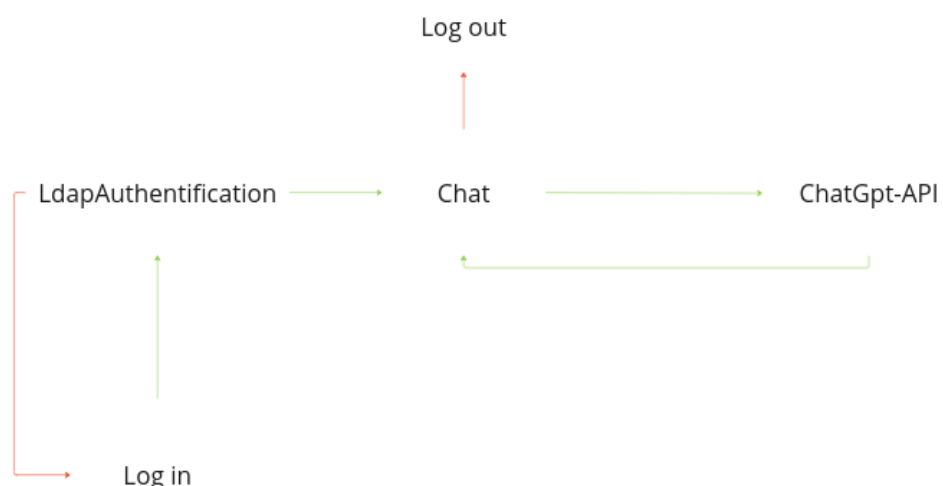 Log out
LdapAuthentification
Chat
ChatGpt-API
Log in